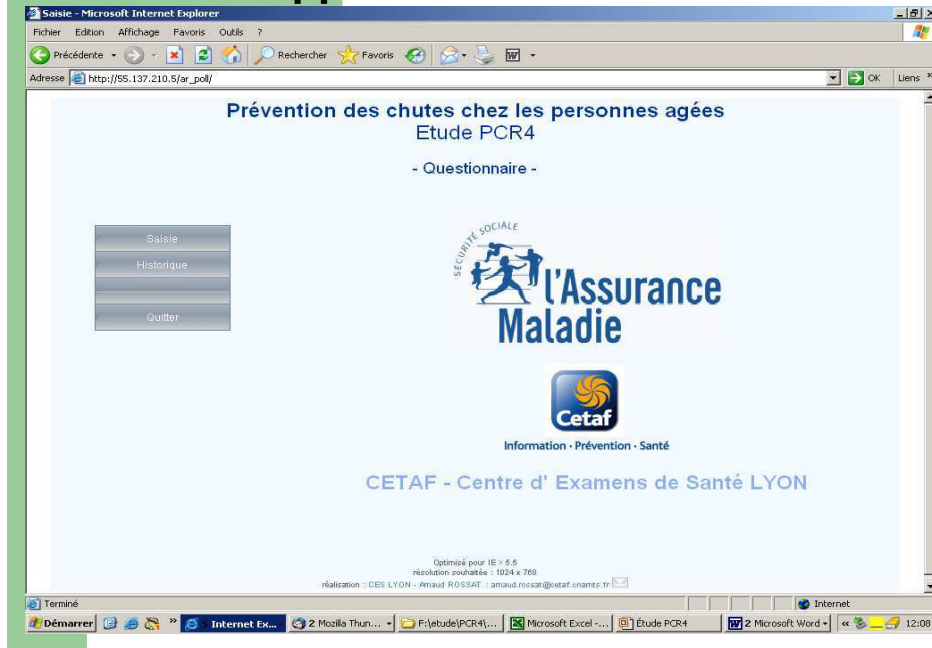 Saisie - Microsoft Internet Explorer
Fichier Edition Affichage Favoris Outils ?
Précédente Rechercher Favoris
Adresse http://55.137.210.5/ar_poll/ OK Liens »
Prévention des chutes chez les personnes agées
Etude PCR4
- Questionnaire -
Saisie
Historique
Quitter
SÉCURITÉ SOCIALE
l'Assurance
Maladie
Cetaf
Information - Prévention - Santé
CETAF - Centre d' Examens de Santé LYON
Optimisé pour IE > 5.5
résolution souhaitée : 1024 x 768
réalisation : CES LYON - Arnaud ROSSAT : arnaud.rossat@cetaf.cnamts.fr
Terminé Internet
Démarrer » Internet Ex... 2 Mozilla Thun... F:\etude\PCR4\... Microsoft Excel -... Étude PCR4 2 Microsoft Word « 12:08